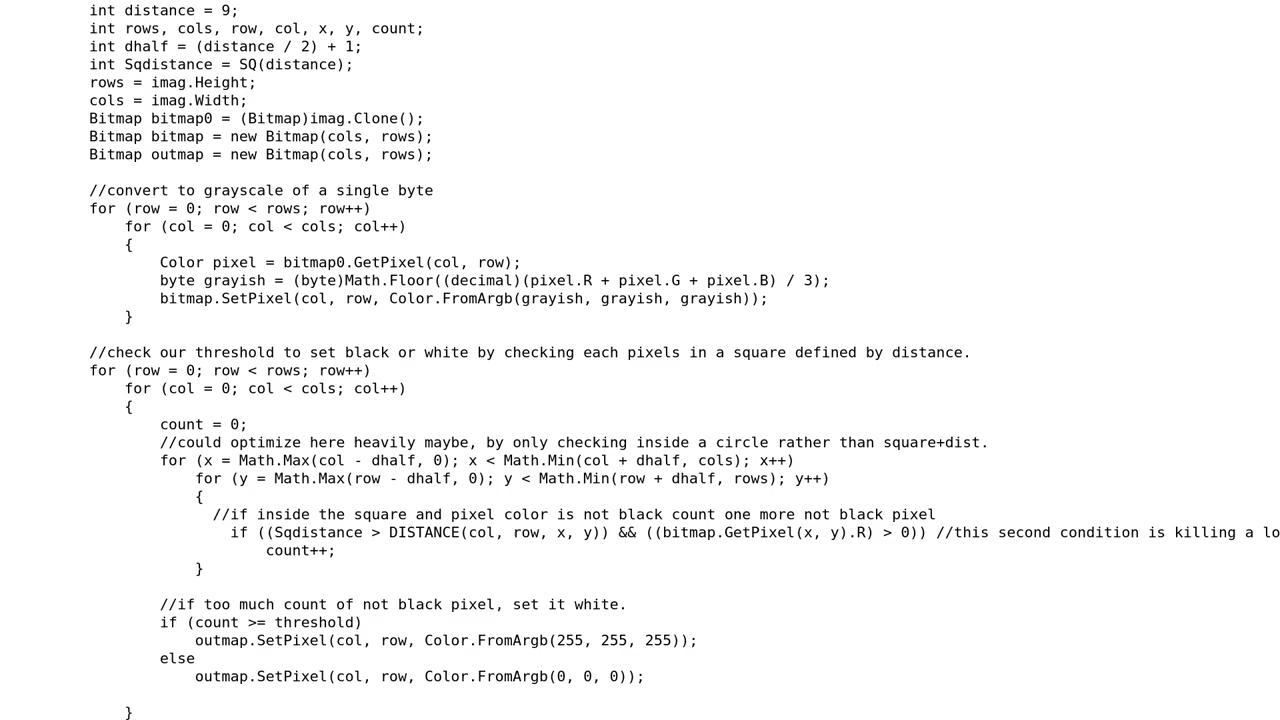 int distance = 9;
int rows, cols, row, col, x, y, count;
int dhalf = (distance / 2) + 1;
int Sqdistance = SQ(distance);
rows = imag.Height;
cols = imag.Width;
Bitmap bitmap0 = (Bitmap)imag.Clone();
Bitmap bitmap = new Bitmap(cols, rows);
Bitmap outmap = new Bitmap(cols, rows);
//convert to grayscale of a single byte
for (row = 0; row < rows; row++)
for (col = 0; col < cols; col++)
{
Color pixel = bitmap0.GetPixel(col, row);
byte grayish = (byte)Math.Floor((decimal)(pixel.R + pixel.G + pixel.B) / 3);
bitmap.SetPixel(col, row, Color.FromArgb(grayish, grayish, grayish));
}
//check our threshold to set black or white by checking each pixels in a square defined by distance.
for (row = 0; row < rows; row++)
for (col = 0; col < cols; col++)
{
count = 0;
//could optimize here heavily maybe, by only checking inside a circle rather than square+dist.
for (x = Math.Max(col - dhalf, 0); x < Math.Min(col + dhalf, cols); x++)
for (y = Math.Max(row - dhalf, 0); y < Math.Min(row + dhalf, rows); y++)
{
//if inside the square and pixel color is not black count one more not black pixel
if ((Sqdistance > DISTANCE(col, row, x, y)) && ((bitmap.GetPixel(x, y).R) > 0)) //this second condition is killing a lo
count++;
}
//if too much count of not black pixel, set it white.
if (count >= threshold)
outmap.SetPixel(col, row, Color.FromArgb(255, 255, 255));
else
outmap.SetPixel(col, row, Color.FromArgb(0, 0, 0));
}